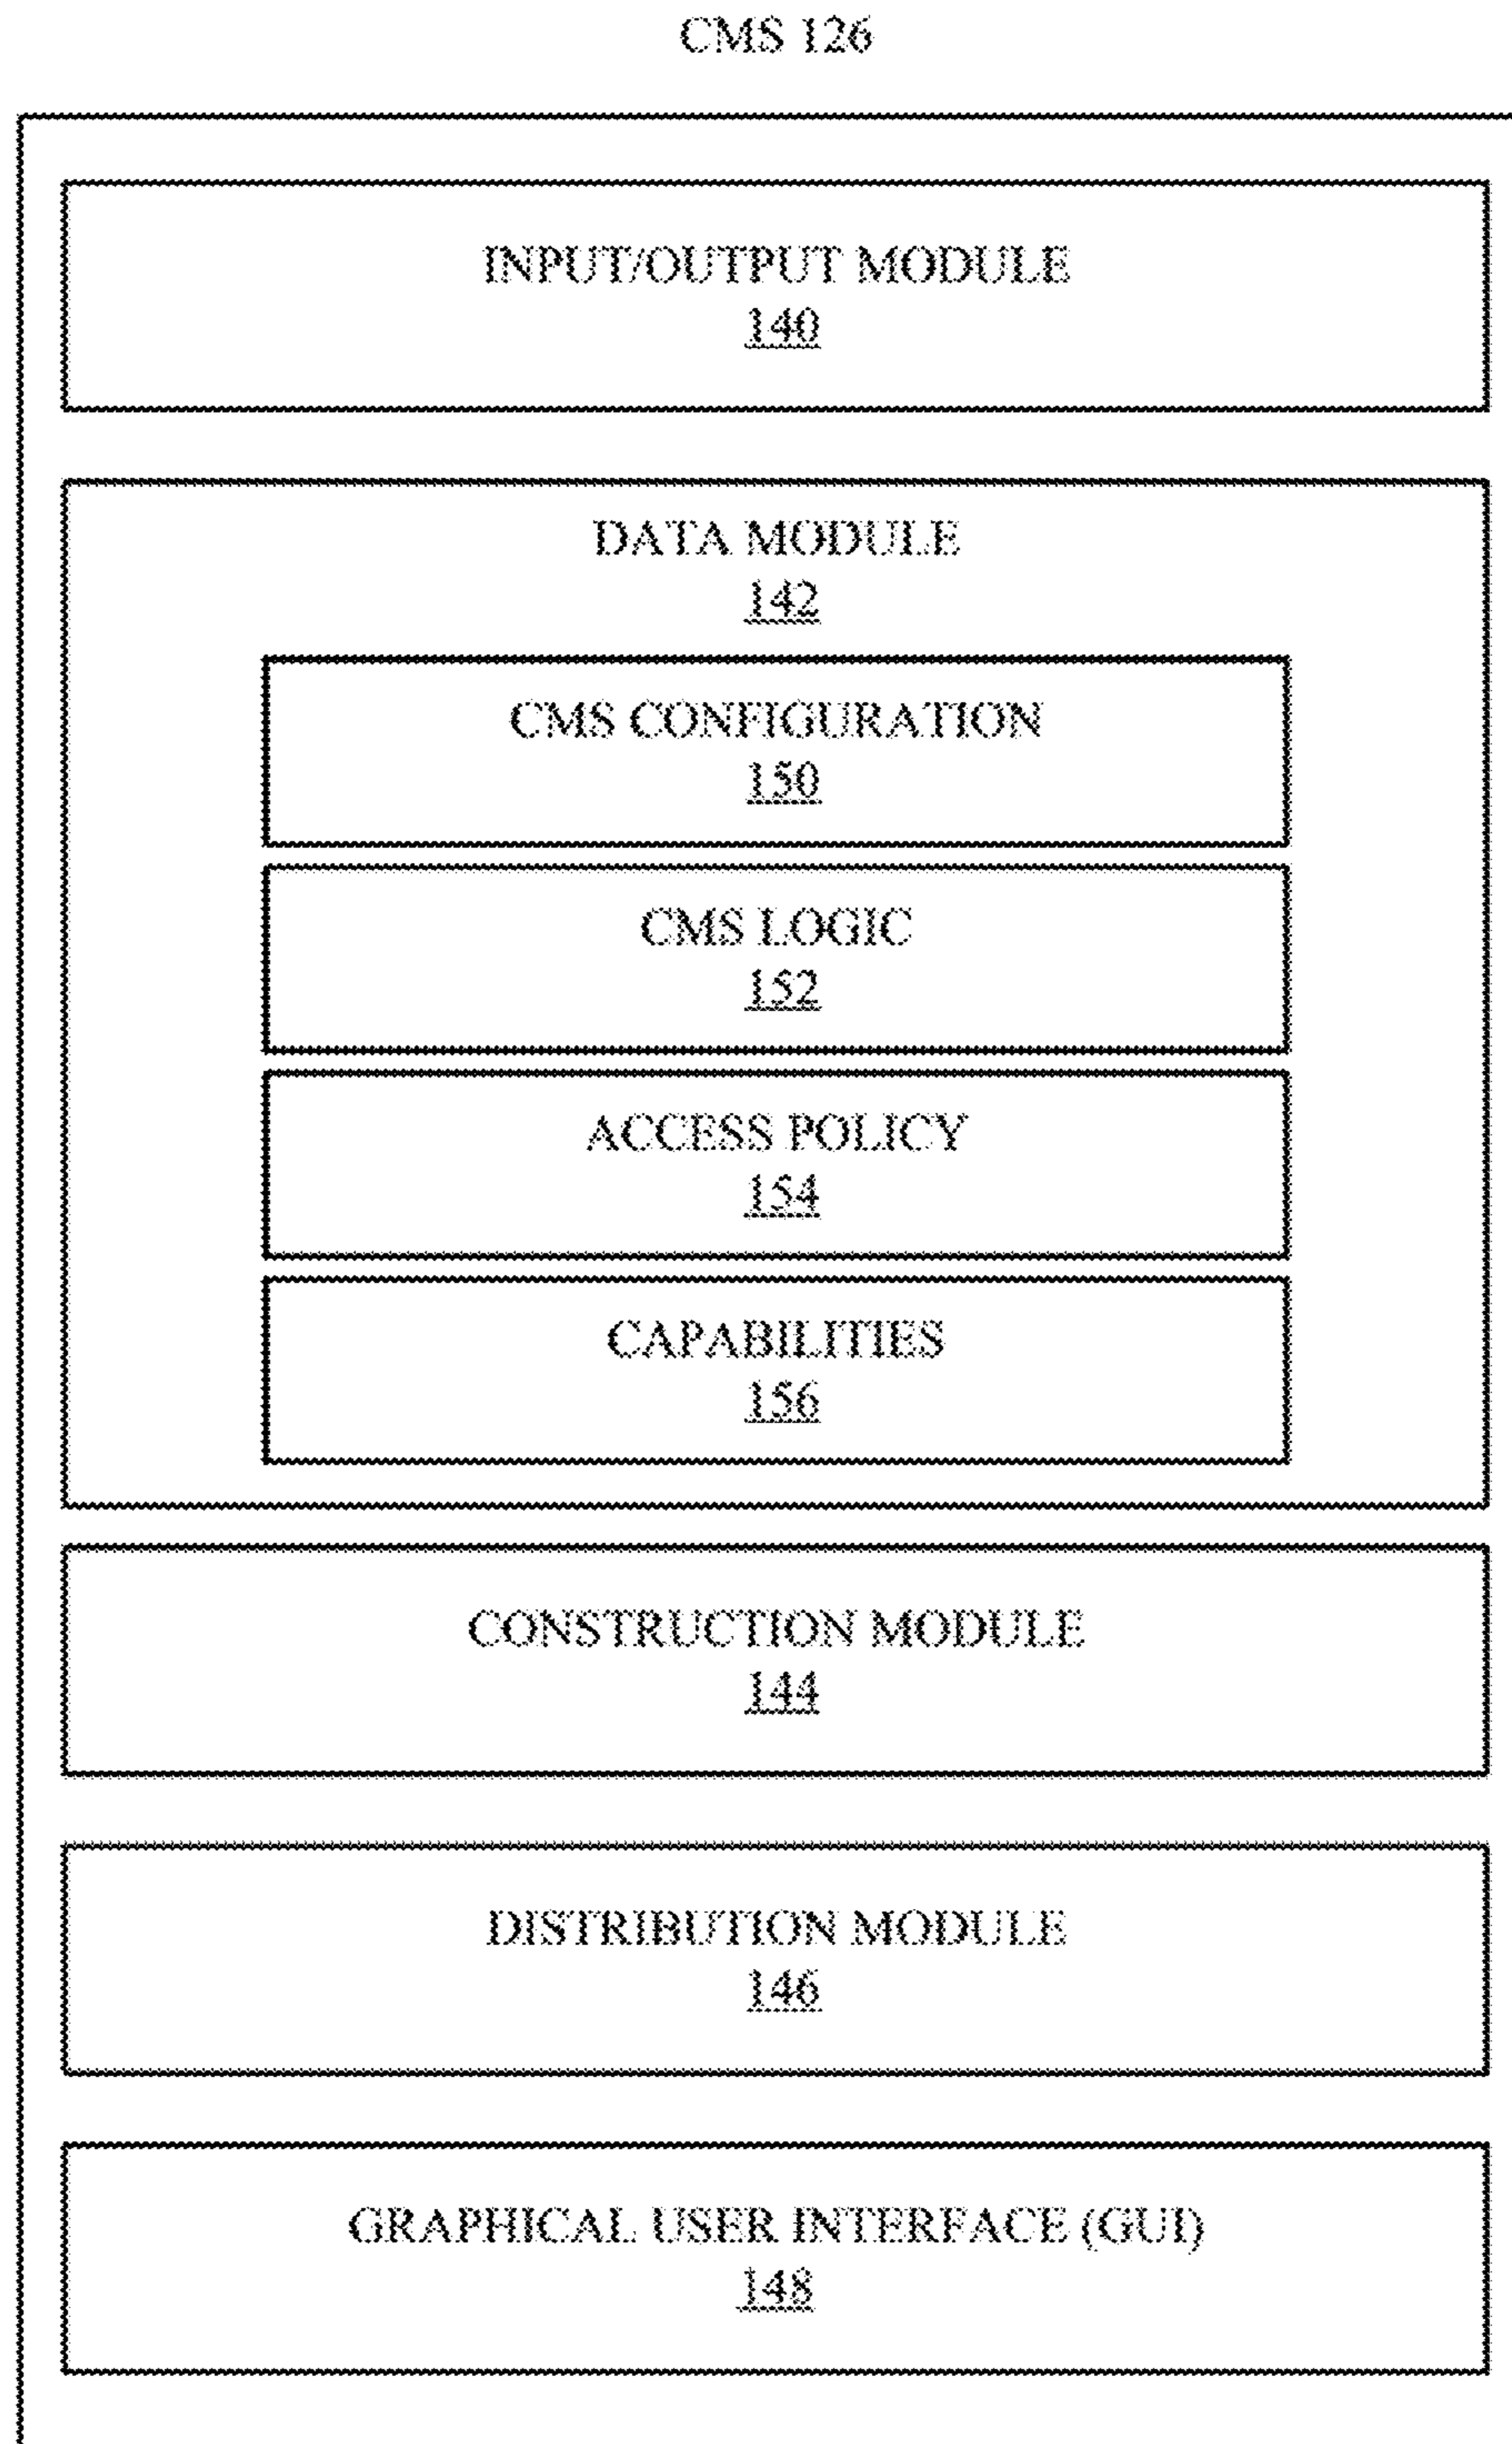 CMS 126
INPUT/OUTPUT MODULE
140
DATA MODULE
142
CMS CONFIGURATION
150
CMS LOGIC
152
ACCESS POLICY
154
CAPABILITIES
156
CONSTRUCTION MODULE
144
DISTRIBUTION MODULE
146
GRAPHICAL USER INTERFACE (GUI)
148